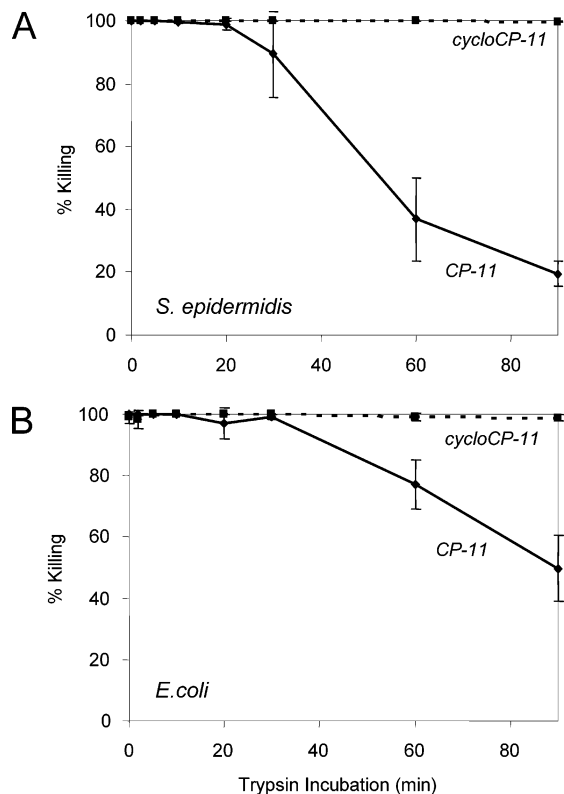 A
100
80
60
40
20
0
% Killing
cycloCP-11
CP-11
S. epidermidis
0 20 40 60 80
B
100
80
60
40
20
0
% Killing
cycloCP-11
CP-11
E.coli
0 20 40 60 80
Trypsin Incubation (min)